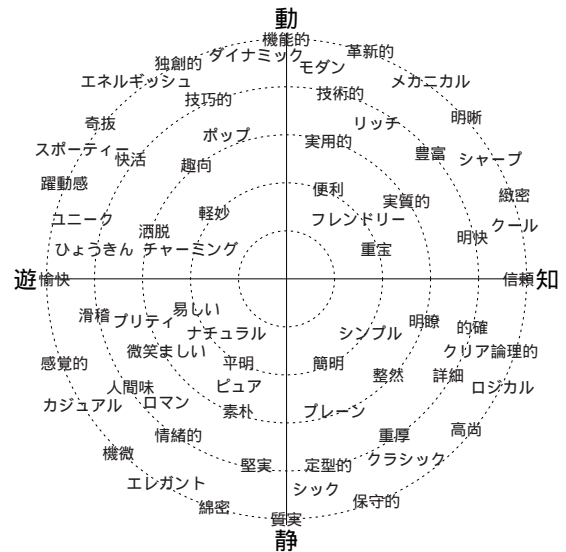 動
機能的
革新的
ダイナミック
モダン
独創的
エネルギッシュ
メカニカル
技巧的
技術的
奇抜
リッチ
明晰
ポップ
実用的
スポーティー
快活
豊富
シャープ
趣向
躍動感
便利
実質的
緻密
ユニーク
軽妙
フレンドリー
クール
洒脱
明快
ひょうきん
チャーミング
重宝
遊
愉快
信頼
知
滑稽
プリティ
易しい
明瞭
的確
ナチュラル
シンプル
微笑ましい
クリア
論理的
感覚的
平明
簡明
整然
詳細
人間味
ピュア
ロジカル
カジュアル
ロマン
素朴
プレーン
情緒的
重厚
高尚
機微
堅実
定型的
クラシック
エレガント
シック
綿密
保守的
質実
静